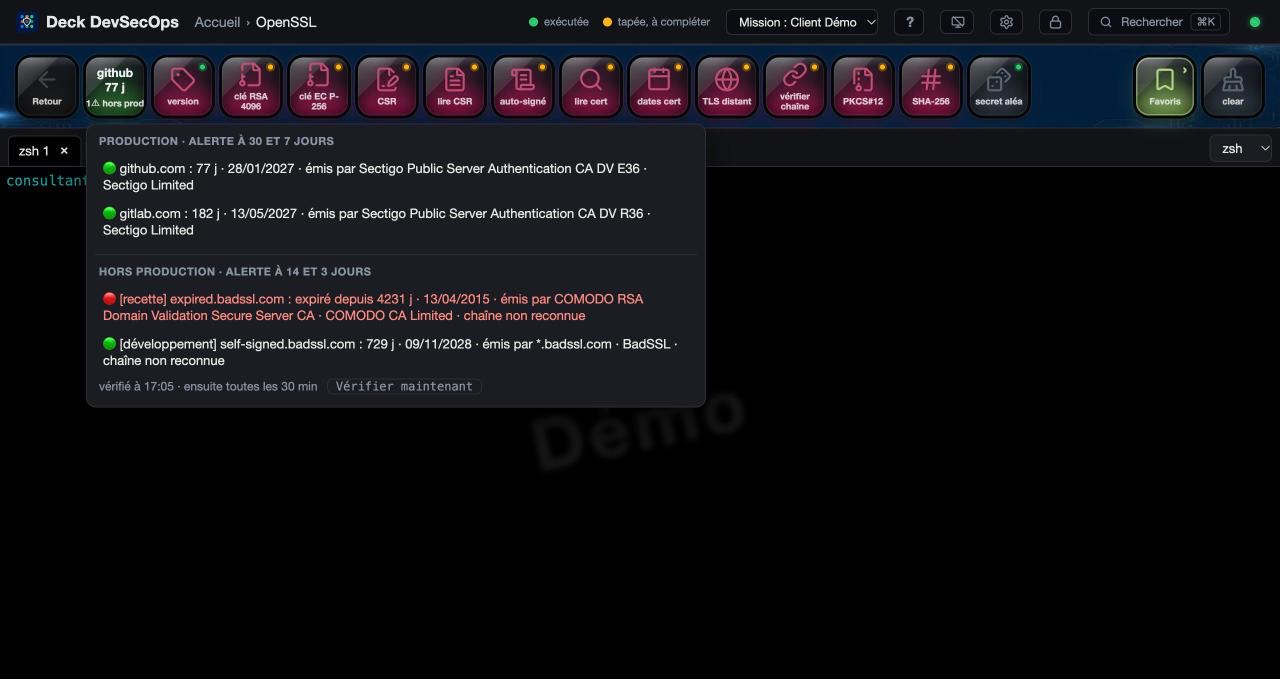 Deck DevSecOps Accueil › OpenSSL exécutée tapée, à compléter Mission : Client Démo ? Rechercher ⌘K
Retour
github
77 j
1⚠ hors prod
version
clé RSA
4096
clé EC P-
256
CSR
lire CSR
auto-signé
lire cert
dates cert
TLS distant
vérifier
chaîne
PKCS#12
SHA-256
secret aléa
Favoris
clear
zsh 1 ×
zsh
consultant
PRODUCTION · ALERTE À 30 ET 7 JOURS
github.com : 77 j · 28/01/2027 · émis par Sectigo Public Server Authentication CA DV E36 ·
Sectigo Limited
gitlab.com : 182 j · 13/05/2027 · émis par Sectigo Public Server Authentication CA DV R36 ·
Sectigo Limited
HORS PRODUCTION · ALERTE À 14 ET 3 JOURS
[recette] expired.badssl.com : expiré depuis 4231 j · 13/04/2015 · émis par COMODO RSA
Domain Validation Secure Server CA · COMODO CA Limited · chaîne non reconnue
[développement] self-signed.badssl.com : 729 j · 09/11/2028 · émis par *.badssl.com · BadSSL ·
chaîne non reconnue
vérifié à 17:05 · ensuite toutes les 30 min Vérifier maintenant
Démo